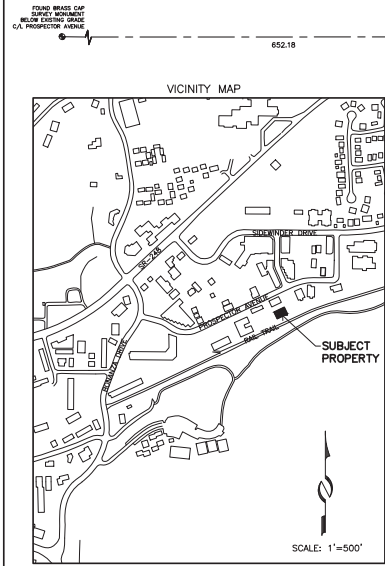 FOUND BRASS CAP
SURVEY MONUMENT
BELOW EXISTING GRADE
C/L PROSPECTOR AVENUE
652.18
VICINITY MAP
SIDEWINDER DRIVE
SR-248
PROSPECTOR AVENUE
RAIL TRAIL
BONANZA DRIVE
SUBJECT
PROPERTY
SCALE: 1'=500'